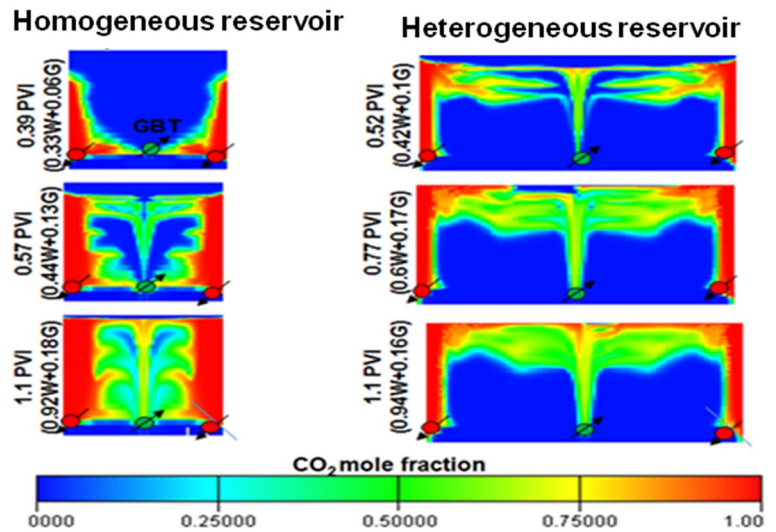 Homogeneous reservoir
Heterogeneous reservoir
0.39 PVI
(0.33W+0.06G)
GBT
0.52 PVI
(0.42W+0.1G)
0.57 PVI
(0.44W+0.13G)
0.77 PVI
(0.6W+0.17G)
1.1 PVI
(0.92W+0.18G)
1.1 PVI
(0.94W+0.16G)
CO₂ mole fraction
0000 0.25000 0.50000 0.75000 1.00